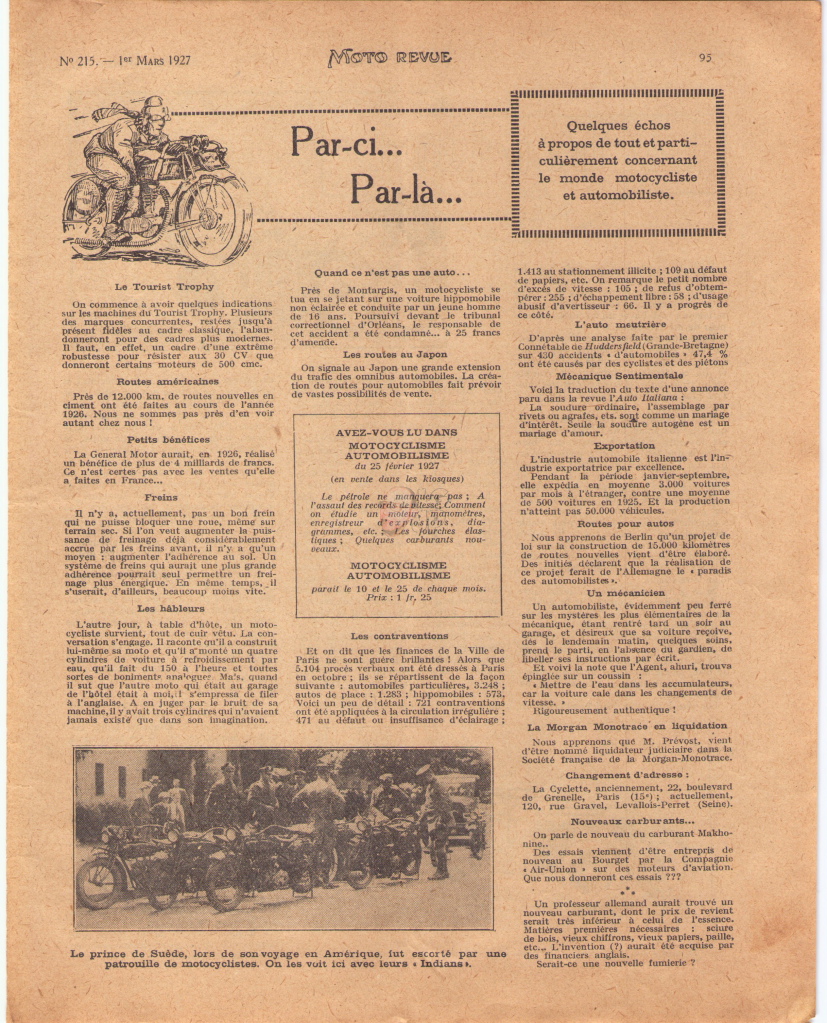 Nº 215. — 1er Mars 1927
MOTO REVUE
95
Par-ci...
Par-là...
Quelques échos
à propos de tout et parti-
culièrement concernant
le monde motocycliste
et automobiliste.
Le Tourist Trophy
On commence à avoir quelques indications
sur les machines du Tourist Trophy. Plusieurs
des marques concurrentes, restées jusqu'à
présent fidèles au cadre classique, l'aban-
donneront pour des cadres plus modernes.
Il faut, en effet, un cadre d'une extrême
robustesse pour résister aux 30 CV que
donneront certains moteurs de 500 cmc.
Routes américaines
Près de 12.000 km. de routes nouvelles en
ciment ont été faites au cours de l'année
1926. Nous ne sommes pas près d'en voir
autant chez nous !
Petits bénéfices
La General Motor aurait, en 1926, réalisé
un bénéfice de plus de 4 milliards de francs.
Ce n'est certes pas avec les ventes qu'elle
a faites en France...
Freins
Il n'y a, actuellement, pas un bon frein
qui ne puisse bloquer une roue, même sur
terrain sec. Si l'on veut augmenter la puis-
sance de freinage déjà considérablement
accrue par les freins avant, il n'y a qu'un
moyen : augmenter l'adhérence au sol. Un
système de freins qui aurait une plus grande
adhérence pourrait seul permettre un frei-
nage plus énergique. En même temps, il
s'userait, d'ailleurs, beaucoup moins vite.
Les hâbleurs
L'autre jour, à table d'hôte, un moto-
cycliste survient, tout de cuir vêtu. La con-
versation s'engage. Il raconte qu'il a construit
lui-même sa moto et qu'il a monté un quatre
cylindres de voiture à refroidissement par
eau, qu'il fait du 150 à l'heure et toutes
sortes de boniments analogues. Mais, quand
il sut que l'autre moto qui était au garage
de l'hôtel était à moi, il s'empressa de filer
à l'anglaise. A en juger par le bruit de sa
machine, il y avait trois cylindres qui n'avaient
jamais existé que dans son imagination.
Quand ce n'est pas une auto...
Prés de Montargis, un motocycliste se
tua en se jetant sur une voiture hippomobile
non éclairée et conduite par un jeune homme
de 16 ans. Poursuivi devant le tribunal
correctionnel d'Orléans, le responsable de
cet accident a été condamné... à 25 francs
d'amende.
Les routes au Japon
On signale au Japon une grande extension
du trafic des omnibus automobiles. La créa-
tion de routes pour automobiles fait prévoir
de vastes possibilités de vente.
AVEZ-VOUS LU DANS
MOTOCYCLISME
AUTOMOBILISME
du 25 février 1927
(en vente dans les kiosques)
Le pétrole ne manquera pas ; A
l'assaut des records de vitesse; Comment
on étudie un moteur, manomètres,
enregistreur d'explosions, dia-
grammes, etc. ; Les fourches élas-
tiques ; Quelques carburants nou-
veaux.
MOTOCYCLISME
AUTOMOBILISME
parait le 10 et le 25 de chaque mois.
Prix : 1 fr. 25
Les contraventions
Et on dit que les finances de la Ville de
Paris ne sont guère brillantes ! Alors que
5.104 procès verbaux ont été dressés à Paris
en octobre ; ils se répartissent de la façon
suivante : automobiles particulières, 3.248 ;
autos de place : 1.283 ; hippomobiles : 573,
Voici un peu de détail : 721 contraventions
ont été appliquées à la circulation irrégulière ;
471 au défaut ou insuffisance d'éclairage ;
1.413 au stationnement illicite ; 109 au défaut
de papiers, etc. On remarque le petit nombre
d'excés de vitesse : 105 ; de refus d'obtem-
pérer : 255 ; d'échappement libre : 58 ; d'usage
abusif d'avertisseur : 66. Il y a progrès de
ce côté.
L'auto meutrière
D'après une analyse faite par le premier
Connétable de Huddersfield (Grande-Bretagne)
sur 430 accidents « d'automobiles » 47,4 %
ont été causés par des cyclistes et des piétons
Mécanique Sentimentale
Voici la traduction du texte d'une annonce
paru dans la revue l'Auto Italiana :
La soudure ordinaire, l'assemblage par
rivets ou agrafes, ets. sont comme un mariage
d'intérêt. Seule la soudure autogène est un
mariage d'amour.
Exportation
L'industrie automobile italienne est l'in-
dustrie exportatrice par excellence.
Pendant la période janvier-septembre,
elle expédia en moyenne 3.000 voitures
par mois à l'étranger, contre une moyenne
de 500 voitures en 1925. Et la production
n'atteint pas 50.000 véhicules.
Routes pour autos
Nous apprenons de Berlin qu'un projet de
loi sur la construction de 15.000 kilomètres
de routes nouvelles vient d'être élaboré.
Des initiés déclarent que la réalisation de
ce projet ferait de l'Allemagne le « paradis
des automobilistes ».
Un mécanicien
Un automobiliste, évidemment peu ferré
sur les mystères les plus élémentaires de la
mécanique, étant rentré tard un soir au
garage, et désireux que sa voiture reçoive,
dès le lendemain matin, quelques soins,
prend le parti, en l'absence du gardien, de
libeller ses instructions par écrit.
Et voici la note que l'Agent, ahuri, trouva
épinglée sur un coussin :
« Mettre de l'eau dans les accumulateurs,
car la voiture cale dans les changements de
vitesse. »
Rigoureusement authentique !
La Morgan Monotrace en liquidation
Nous apprenons que M. Prévost, vient
d'être nommé liquidateur judiciaire dans la
Société française de la Morgan-Monotrace.
Changement d'adresse :
La Cyclette, anciennement, 22, boulevard
de Grenelle, Paris (15e) ; actuellement,
120, rue Gravel, Levallois-Perret (Seine).
Nouveaux carburants...
On parle de nouveau du carburant Makho-
nine..
Des essais viennent d'être entrepris de
nouveau au Bourget par la Compagnie
« Air-Union » sur des moteurs d'aviation.
Que nous donneront ces essais ???
Un professeur allemand aurait trouvé un
nouveau carburant, dont le prix de revient
serait très inférieur à celui de l'essence.
Matières premières nécessaires : sciure
de bois, vieux chiffons, vieux papiers, paille,
etc... L'invention (?) aurait été acquise par
des financiers anglais.
Serait-ce une nouvelle fumierie ?
Le prince de Suède, lors de son voyage en Amérique, fut escorté par une
patrouille de motocyclistes. On les voit ici avec leurs « Indians ».